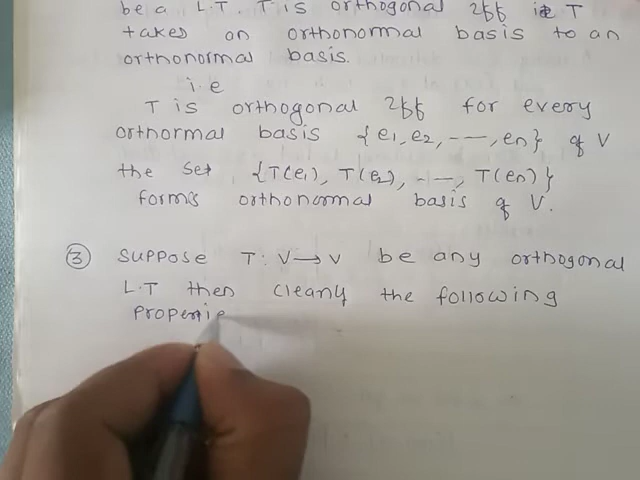 be a L.T. T is orthogonal iff T
takes an orthonormal basis to an
orthonormal basis.
i.e
T is orthogonal iff for every
orthormal basis {e1, e2, ---, en} of V
the set {T(e1), T(e2), ---, T(en)}
forms orthonormal basis of V.
③ Suppose T: V→V be any orthogonal
L.T then clearly the following
propertie